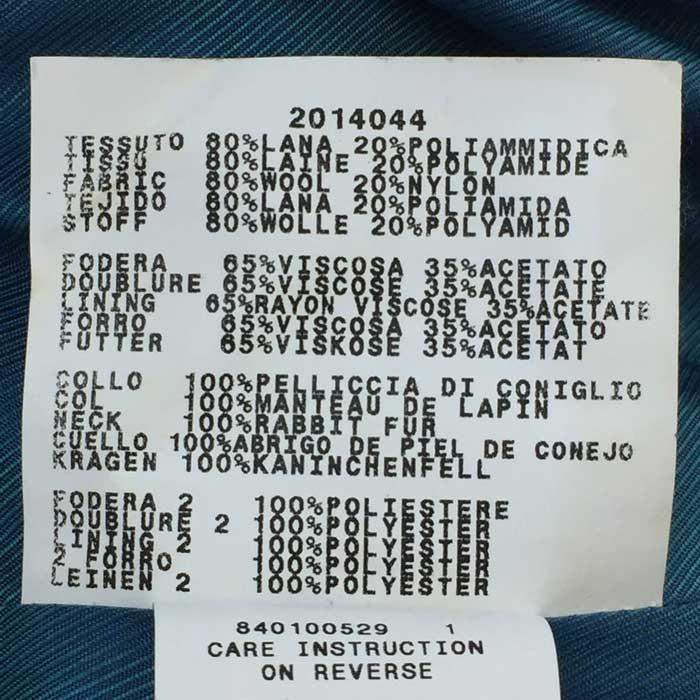 2014044
TESSUTO 80%LANA 20%POLIAMMIDICA
TISSU 80%LAINE 20%POLYAMIDE
FABRIC 80%WOOL 20%NYLON
TEJIDO 80%LANA 20%POLIAMIDA
STOFF 80%WOLLE 20%POLYAMID
FODERA 65%VISCOSA 35%ACETATO
DOUBLURE 65%VISCOSE 35%ACETATE
LINING 65%RAYON VISCOSE 35%ACETATE
FORRO 65%VISCOSA 35%ACETATO
FUTTER 65%VISKOSE 35%ACETAT
COLLO 100%PELLICCIA DI CONIGLIO
COL 100%MANTEAU DE LAPIN
NECK 100%RABBIT FUR
CUELLO 100%ABRIGO DE PIEL DE CONEJO
KRAGEN 100%KANINCHENFELL
FODERA 2 100%POLIESTERE
DOUBLURE 2 100%POLYESTER
LINING 2 100%POLYESTER
2 FORRO 100%POLYESTER
LEINEN 2 100%POLYESTER
840100529 1
CARE INSTRUCTION
ON REVERSE